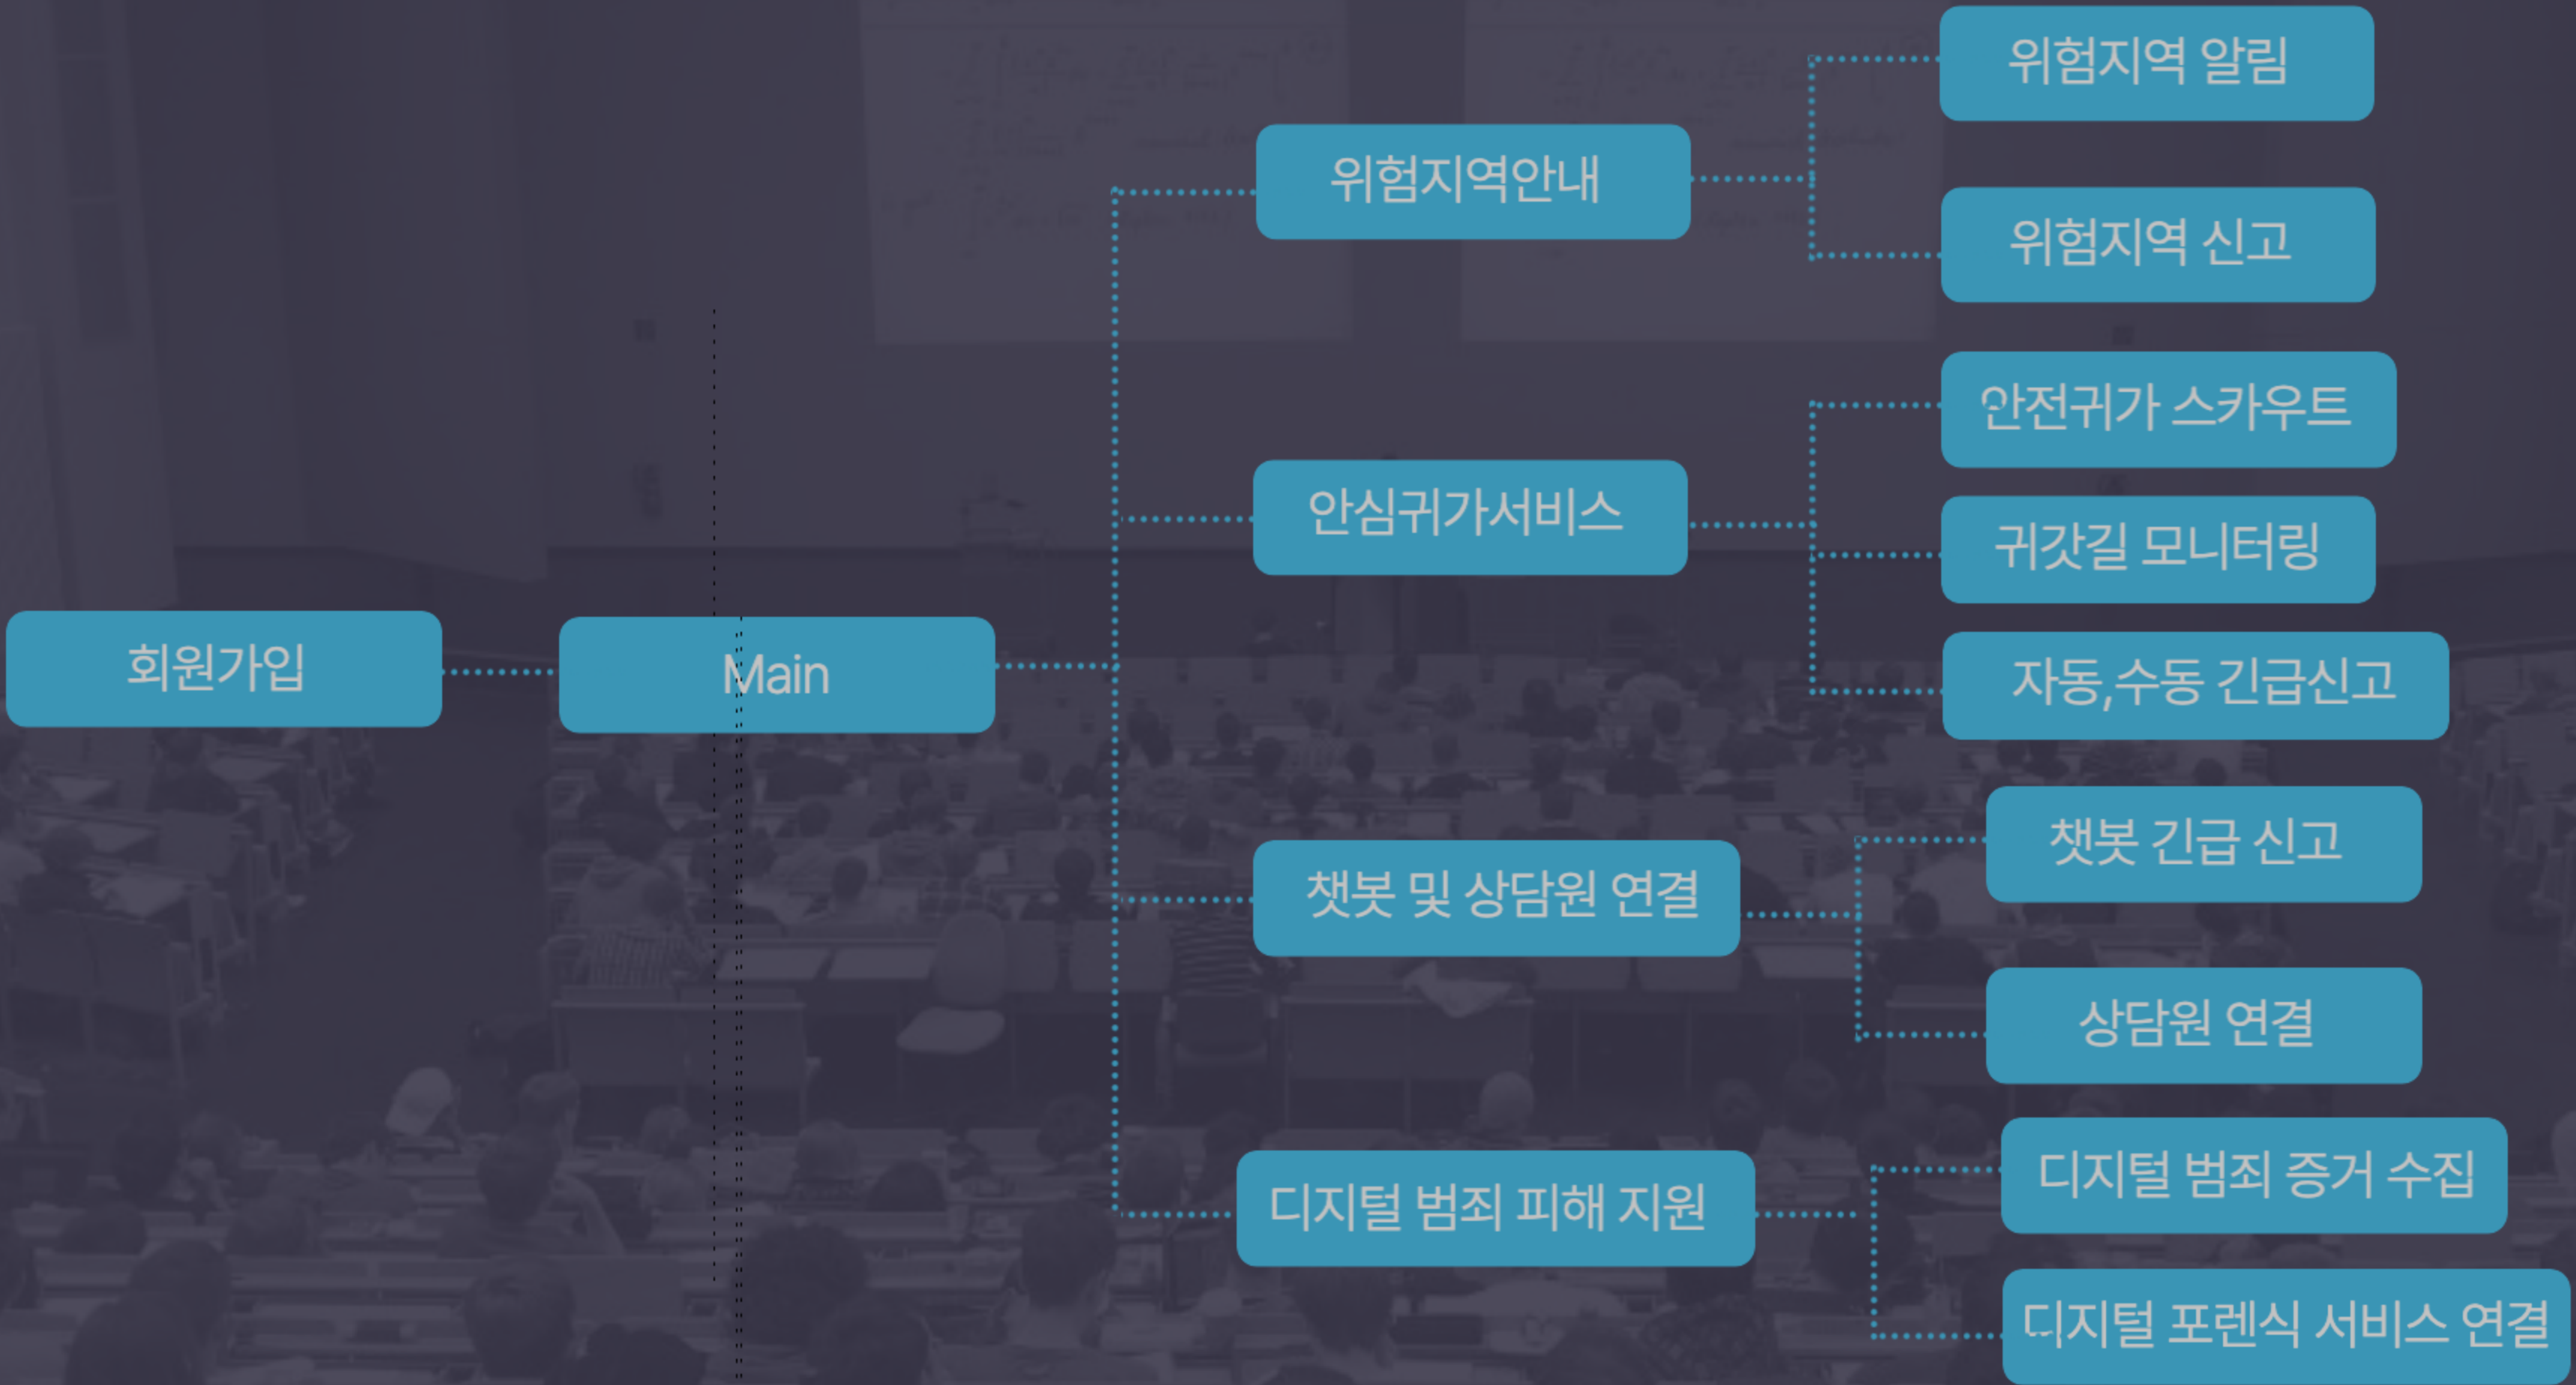 회원가입
Main
위험지역안내
위험지역 알림
위험지역 신고
안심귀가서비스
안전귀가 스카우트
귀갓길 모니터링
자동,수동 긴급신고
챗봇 및 상담원 연결
챗봇 긴급 신고
상담원 연결
디지털 범죄 피해 지원
디지털 범죄 증거 수집
디지털 포렌식 서비스 연결